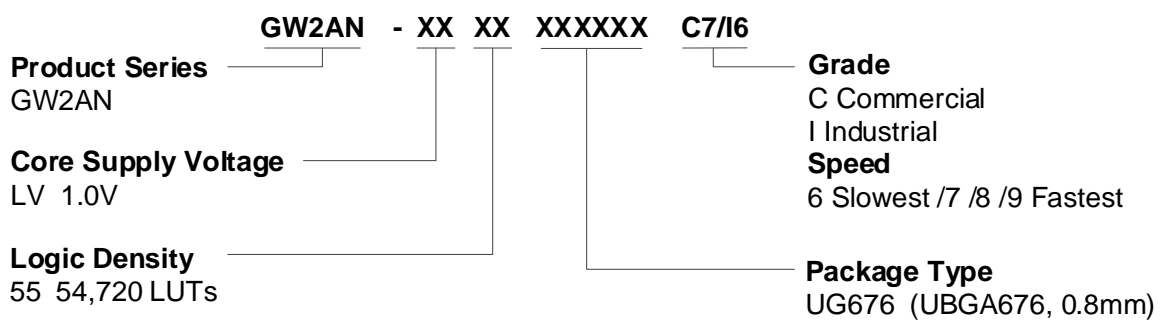 GW2AN - XX XX XXXXXX C7/I6
Product Series
GW2AN
Core Supply Voltage
LV 1.0V
Logic Density
55 54,720 LUTs
Grade
C Commercial
I Industrial
Speed
6 Slowest /7 /8 /9 Fastest
Package Type
UG676 (UBGA676, 0.8mm)